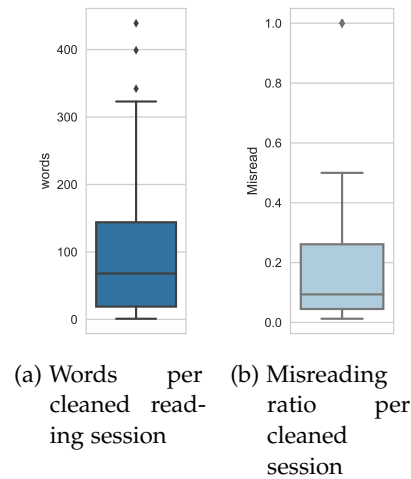 400
300
200
100
0
words
1.0
0.8
0.6
0.4
0.2
0.0
Misread
(a) Words per
cleaned read-
ing session
(b) Misreading
ratio per
cleaned
session